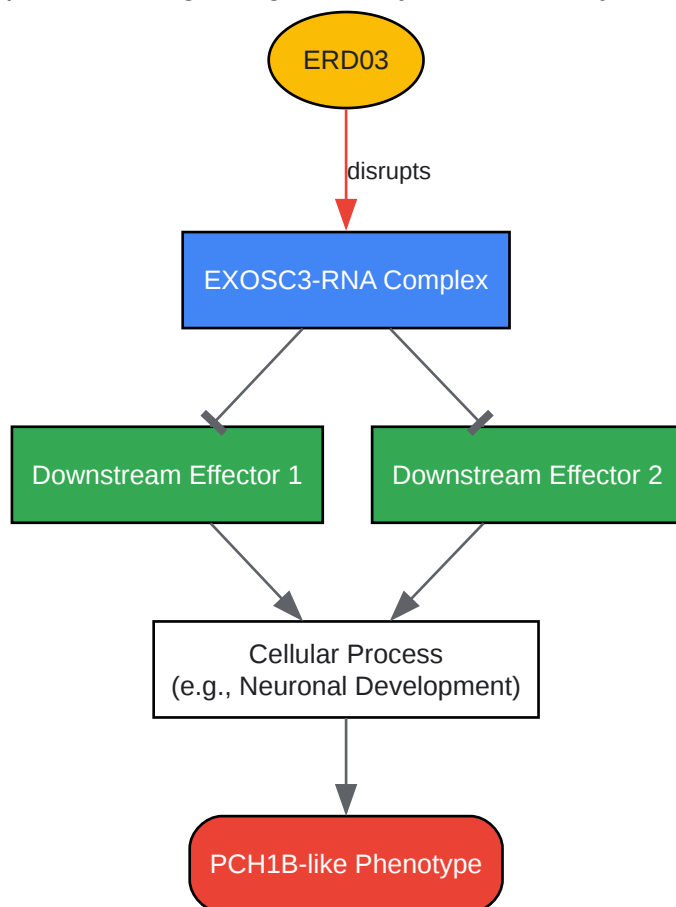 ERD03
disrupts
EXOSC3-RNA Complex
Downstream Effector 1
Downstream Effector 2
Cellular Process
(e.g., Neuronal Development)
PCH1B-like Phenotype